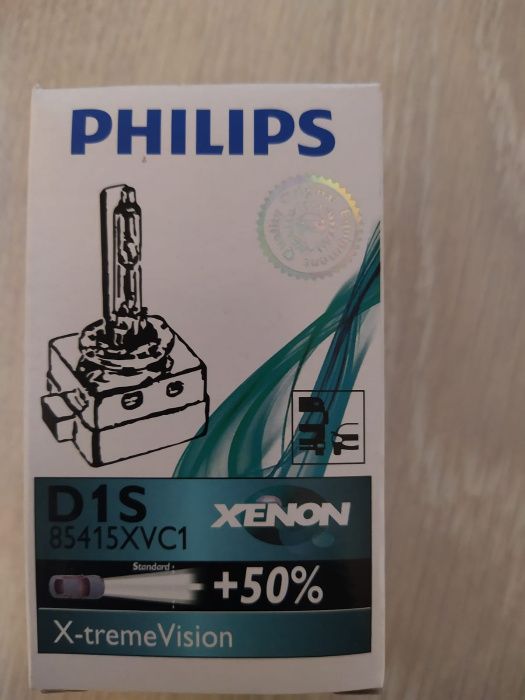 PHILIPS
D1S
XENON
85415XVC1
Standard
+50%
X-tremeVision